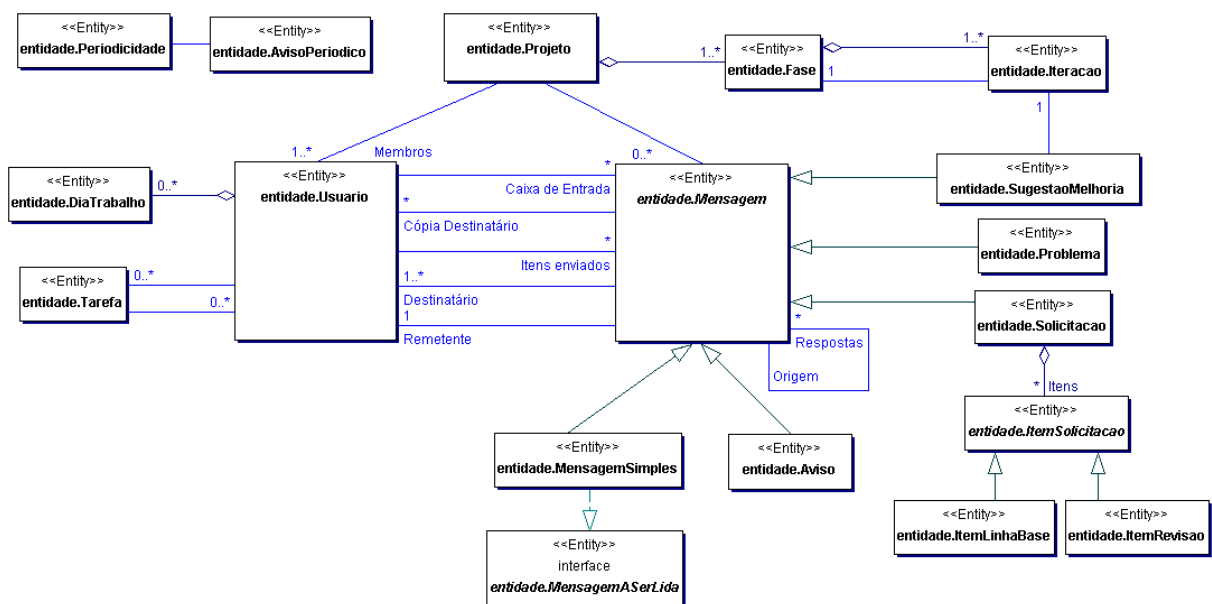 <<Entity>>
entidade.Periodicidade
<<Entity>>
entidade.AvisoPeriodico
<<Entity>>
entidade.Projeto
1..*
<<Entity>>
entidade.Fase
1..*
1
<<Entity>>
entidade.Iteracao
1
1..*
Membros
0..*
<<Entity>>
entidade.DiaTrabalho
0..*
<<Entity>>
entidade.Usuario
*
Caixa de Entrada
*
Cópia Destinatário
*
Itens enviados
1..*
Destinatário
1
Remetente
<<Entity>>
entidade.Mensagem
<<Entity>>
entidade.SugestaoMelhoria
<<Entity>>
entidade.Problema
<<Entity>>
entidade.Tarefa
0..*
0..*
<<Entity>>
entidade.Solicitacao
*
Respostas
Origem
* Itens
<<Entity>>
entidade.ItemSolicitacao
<<Entity>>
entidade.MensagemSimples
<<Entity>>
entidade.Aviso
<<Entity>>
entidade.ItemLinhaBase
<<Entity>>
entidade.ItemRevisao
<<Entity>>
interface
entidade.MensagemASerLida